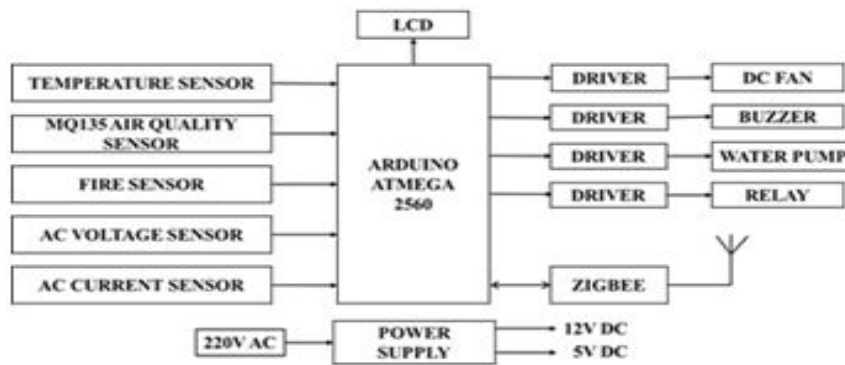 LCD
TEMPERATURE SENSOR
MQ135 AIR QUALITY
SENSOR
FIRE SENSOR
AC VOLTAGE SENSOR
AC CURRENT SENSOR
ARDUINO
ATMEGA
2560
DRIVER
DC FAN
DRIVER
BUZZER
DRIVER
WATER PUMP
DRIVER
RELAY
ZIGBEE
220V AC
POWER
SUPPLY
12V DC
5V DC